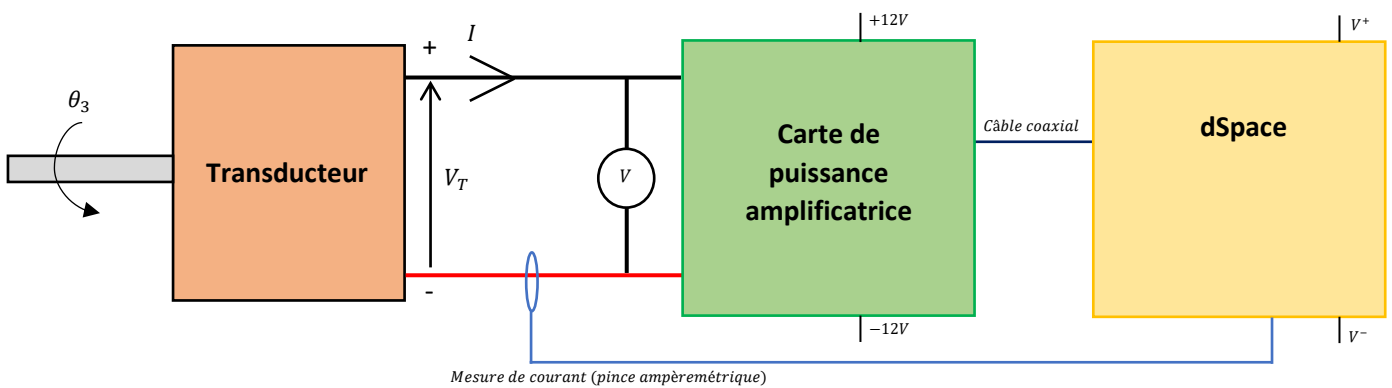 +12V
V⁺
+
I
θ₃
Câble coaxial
dSpace
Carte de
puissance
amplificatrice
Transducteur
V_T
V
-
−12V
V⁻
Mesure de courant (pince ampèremétrique)